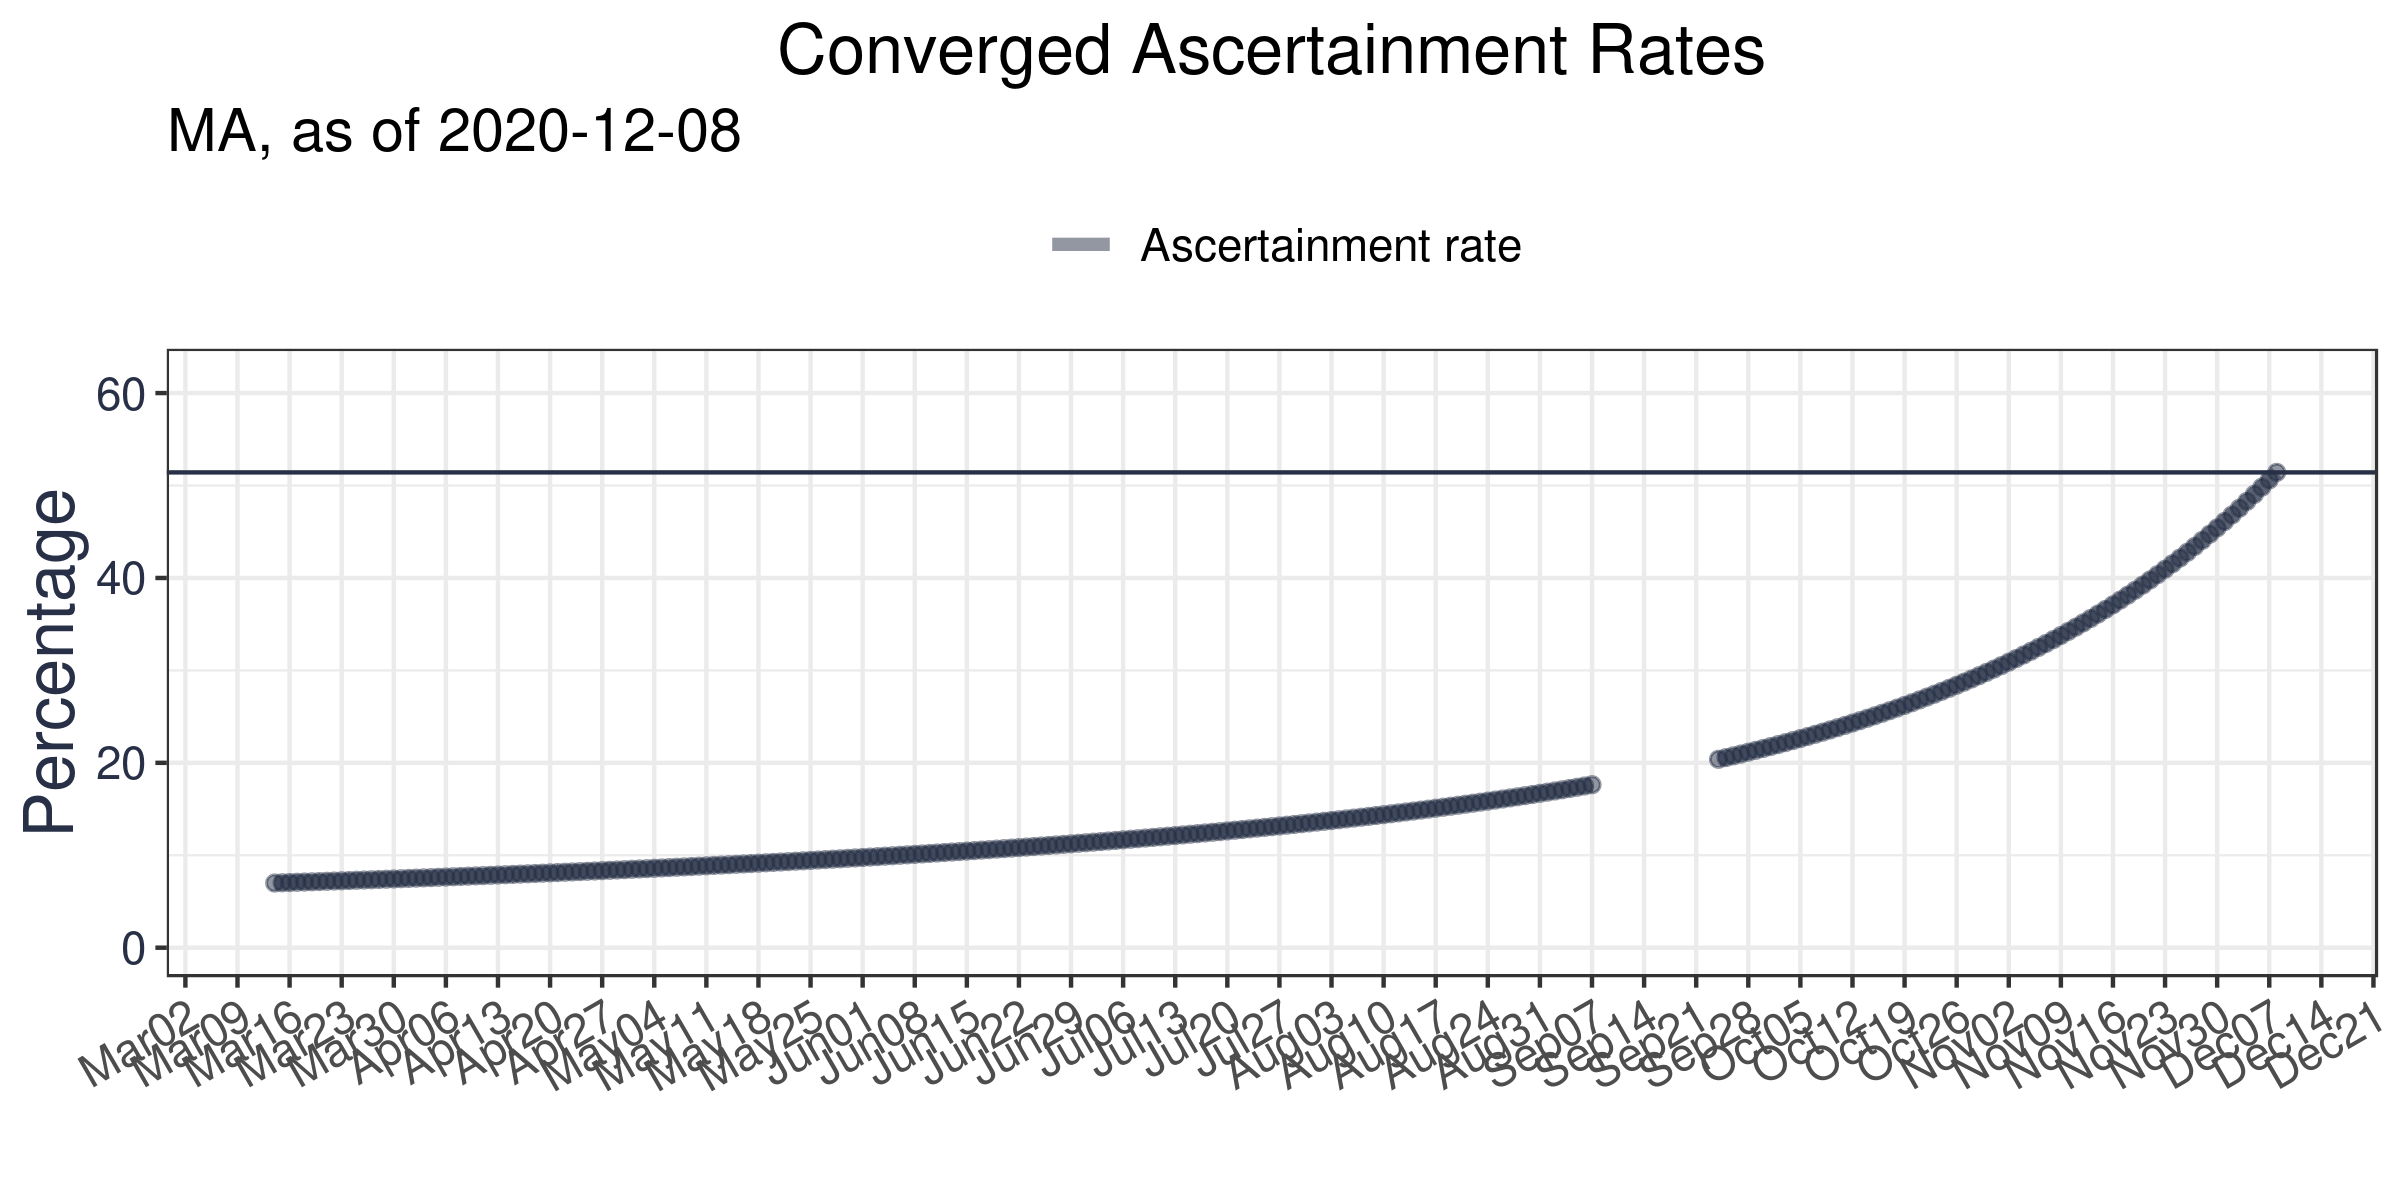 Converged Ascertainment Rates
MA, as of 2020-12-08
Ascertainment rate
Percentage
60
40
20
0
Mar02
Mar09
Mar16
Mar23
Mar30
Apr06
Apr13
Apr20
Apr27
May04
May11
May18
May25
Jun01
Jun08
Jun15
Jun22
Jun29
Jul06
Jul13
Jul20
Jul27
Aug03
Aug10
Aug17
Aug24
Aug31
Sep07
Sep14
Sep21
Sep28
Oct05
Oct12
Oct19
Oct26
Nov02
Nov09
Nov16
Nov23
Nov30
Dec07
Dec14
Dec21